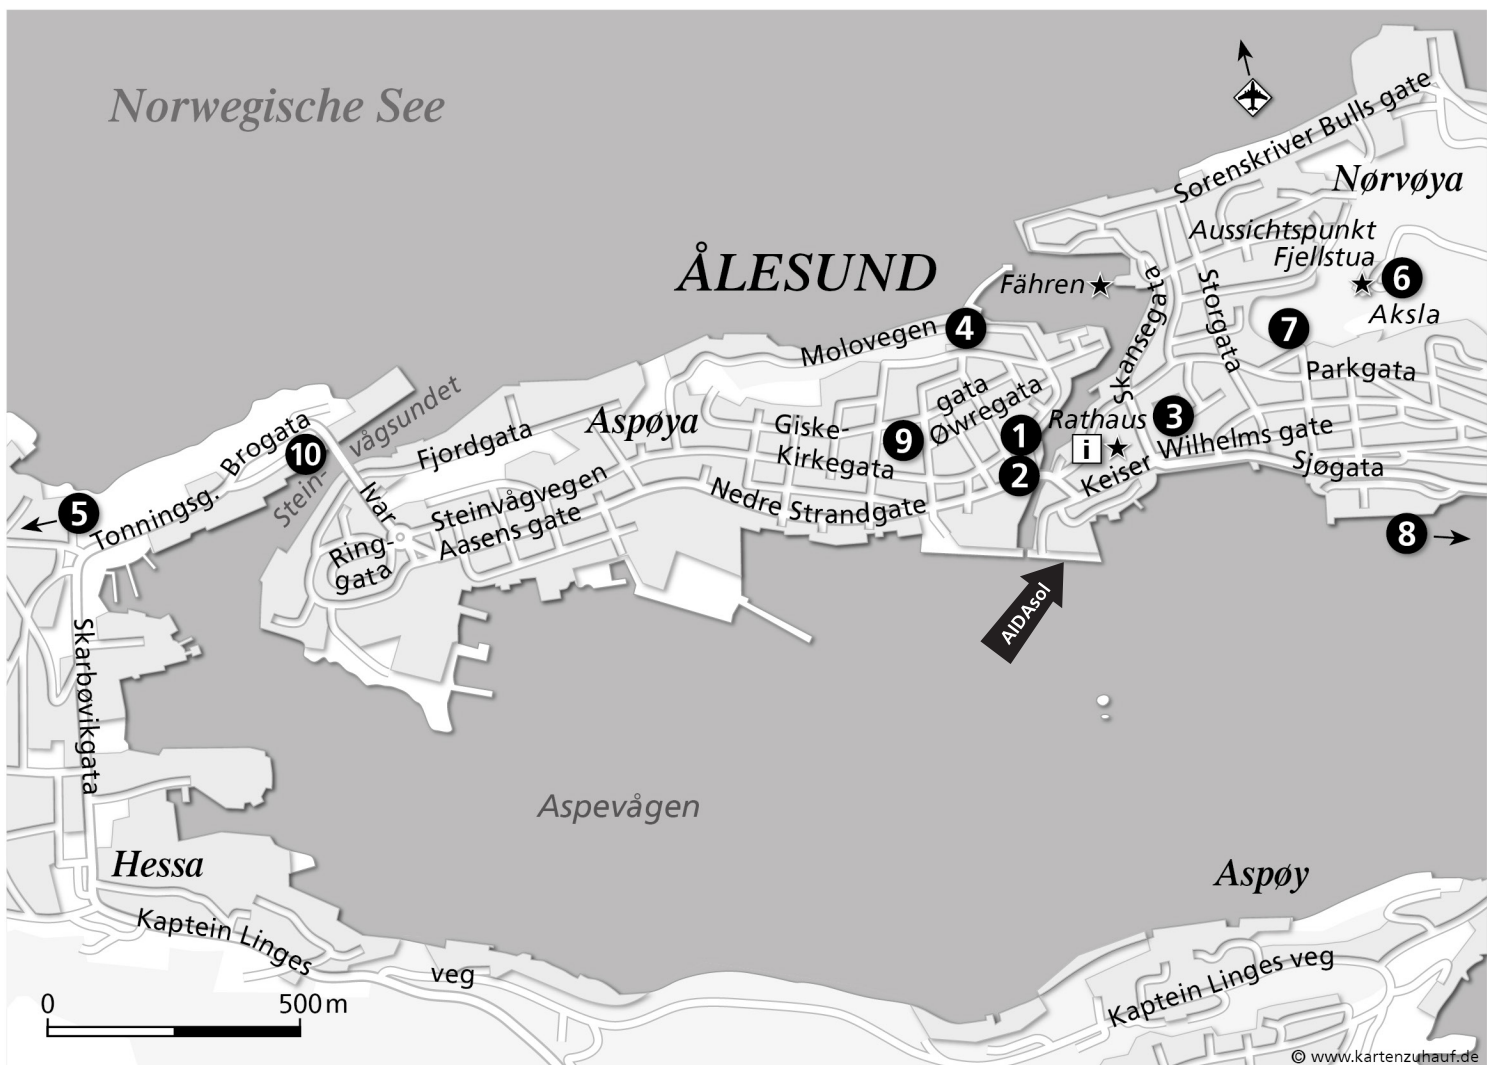 Norwegische See
Sorenskriver Bulls gate
Nørvøya
Aussichtspunkt
Fjellstua
6
Aksla
ÅLESUND
Fähren
Skansegata
Storgata
7
Parkgata
Molovegen
4
gata
Øwregata
Rathaus
3
i
Wilhelms gate
Keiser
Sjøgata
8
1
2
9
Giske-
Kirkegata
Nedre Strandgate
Aspøya
Fjordgata
Steinvågvegen
Aasens gate
Ivar
Ring-
gata
Stein-
vågsundet
Brogata
10
Tonningsg.
5
AIDAsol
Skarbøvikgata
Aspevågen
Hessa
Aspøy
Kaptein Linges
veg
Kaptein Linges veg
0 500 m
© www.kartenzuhauf.de